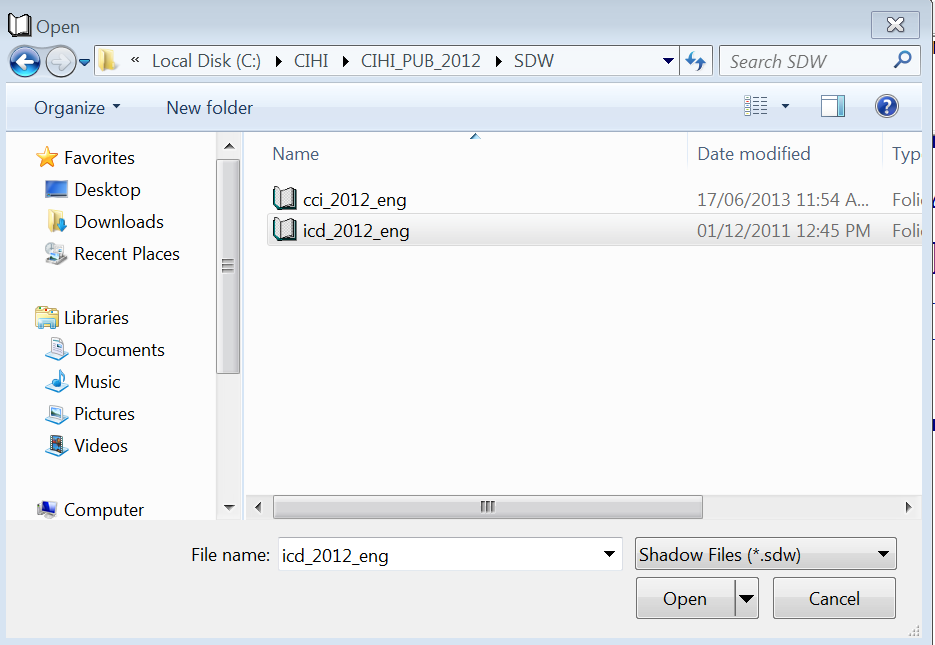 Open
« Local Disk (C:) CIHI CIHI_PUB_2012 SDW Search SDW
Organize New folder
Name Date modified Typ
Favorites
Desktop
Downloads
Recent Places
Libraries
Documents
Music
Pictures
Videos
Computer
cci_2012_eng 17/06/2013 11:54 A... Foli
icd_2012_eng 01/12/2011 12:45 PM Foli
File name: icd_2012_eng Shadow Files (*.sdw)
Open Cancel